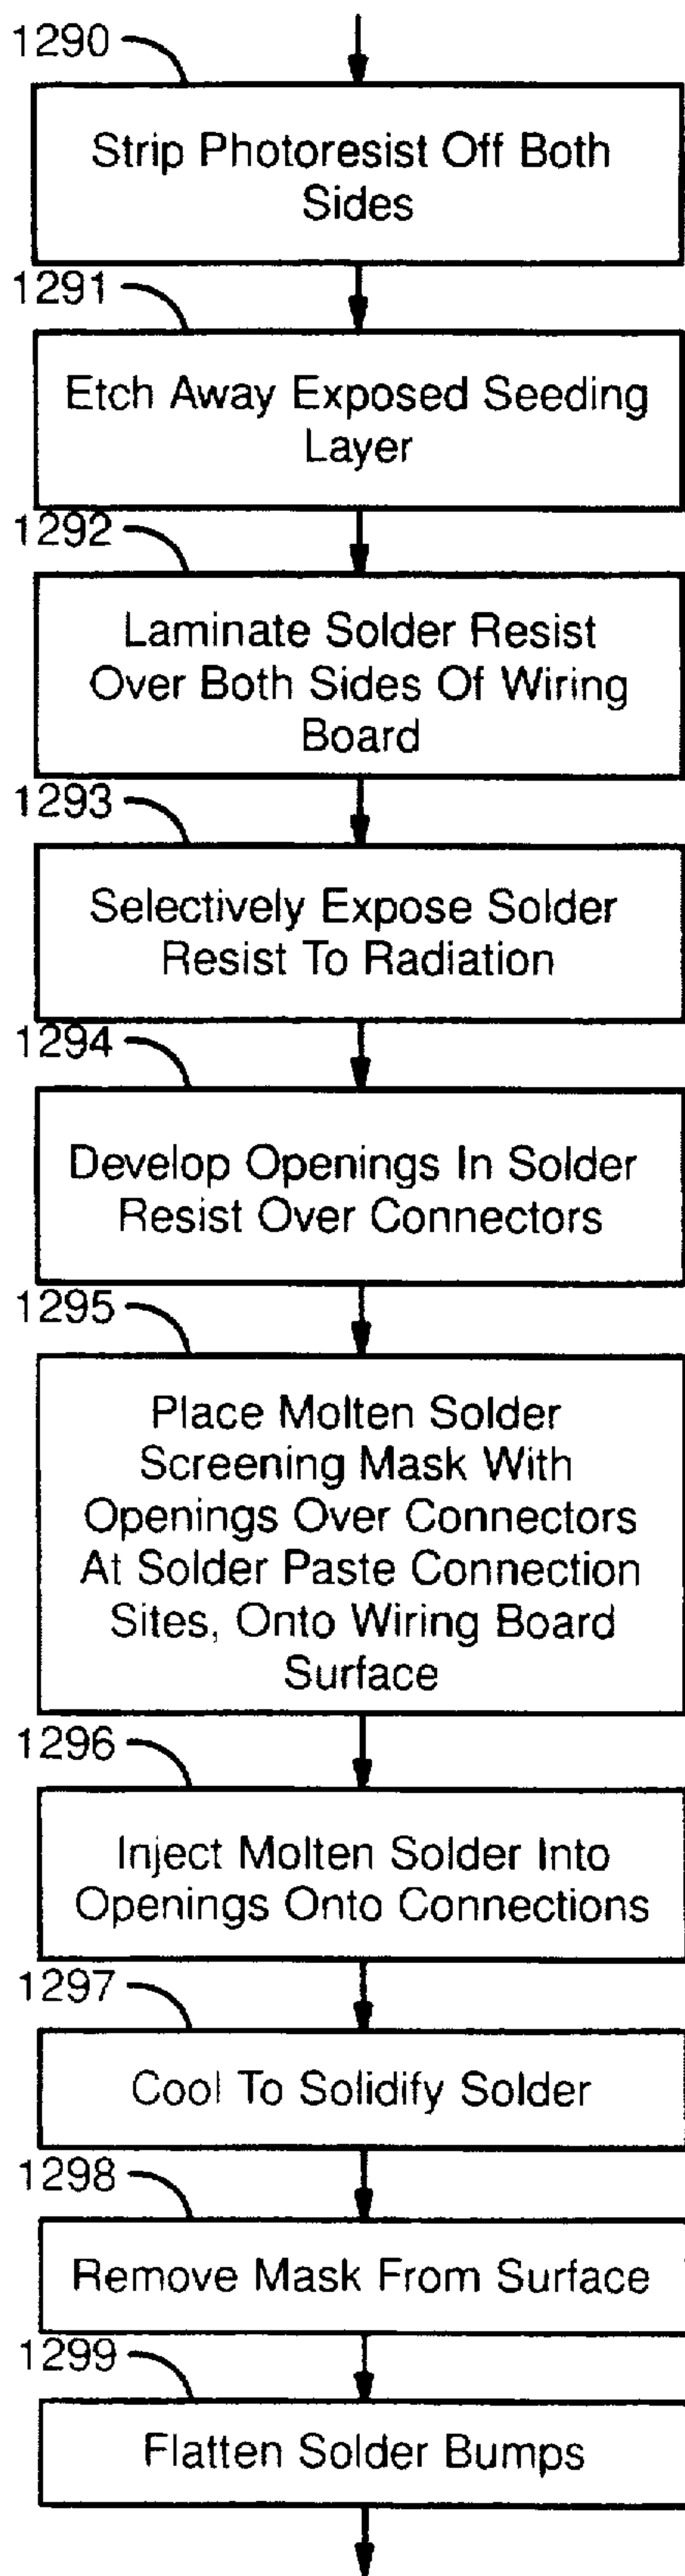 1290
Strip Photoresist Off Both
Sides
1291
Etch Away Exposed Seeding
Layer
1292
Laminate Solder Resist
Over Both Sides Of Wiring
Board
1293
Selectively Expose Solder
Resist To Radiation
1294
Develop Openings In Solder
Resist Over Connectors
1295
Place Molten Solder
Screening Mask With
Openings Over Connectors
At Solder Paste Connection
Sites, Onto Wiring Board
Surface
1296
Inject Molten Solder Into
Openings Onto Connections
1297
Cool To Solidify Solder
1298
Remove Mask From Surface
1299
Flatten Solder Bumps